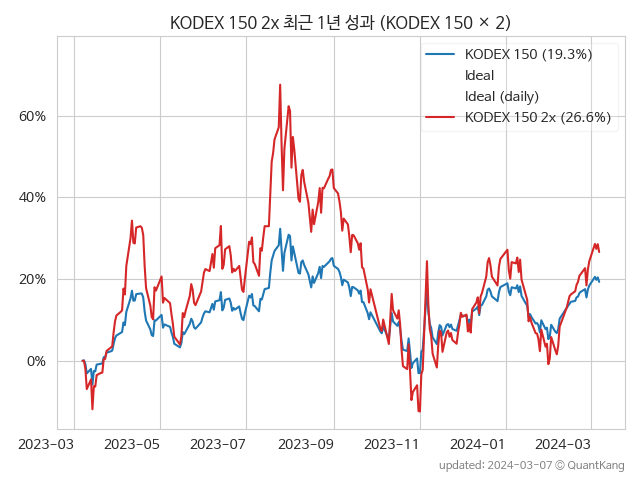 KODEX 150 2x 최근 1년 성과 (KODEX 150 × 2)
KODEX 150 (19.3%)
Ideal
Ideal (daily)
KODEX 150 2x (26.6%)
60%
40%
20%
0%
2023-03 2023-05 2023-07 2023-09 2023-11 2024-01 2024-03
updated: 2024-03-07 © QuantKang